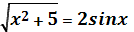 √(x² + 5) = 2sinx